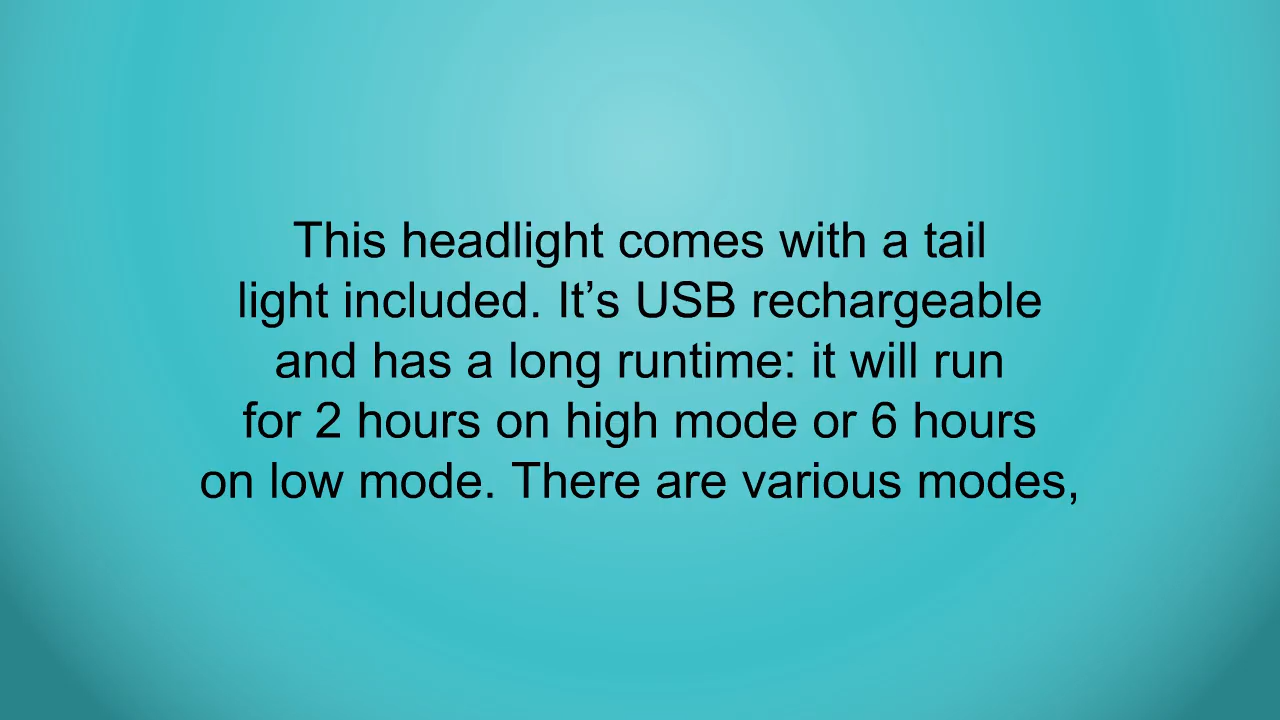 This headlight comes with a tail
light included. It’s USB rechargeable
and has a long runtime: it will run
for 2 hours on high mode or 6 hours
on low mode. There are various modes,